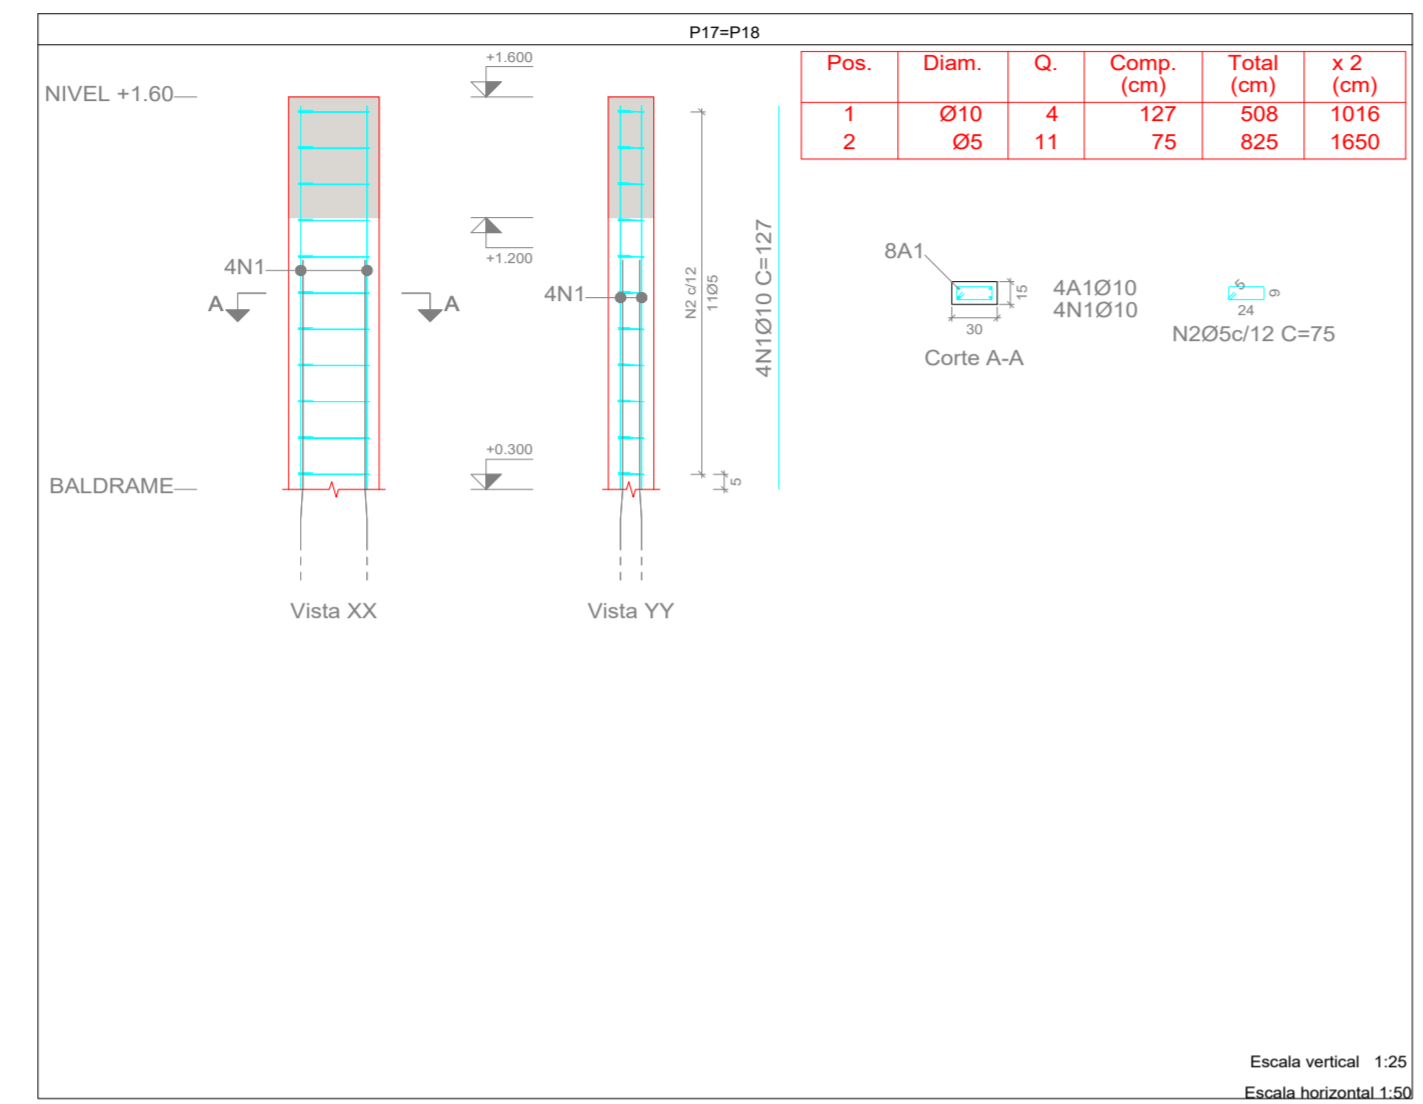 P17=P18
Pos. Diam. Q. Comp. (cm) Total (cm) x 2 (cm)
1 Ø10 4 127 508 1016
2 Ø5 11 75 825 1650
NIVEL +1.60
+1.600
+1.200
4N1
A A
4N1
N2 c/12
11Ø5
4N1Ø10 C=127
+0.300
BALDRAME
5
Vista XX
Vista YY
8A1
15
30
4A1Ø10
4N1Ø10
Corte A-A
5
9
24
N2Ø5c/12 C=75
Escala vertical 1:25
Escala horizontal 1:50